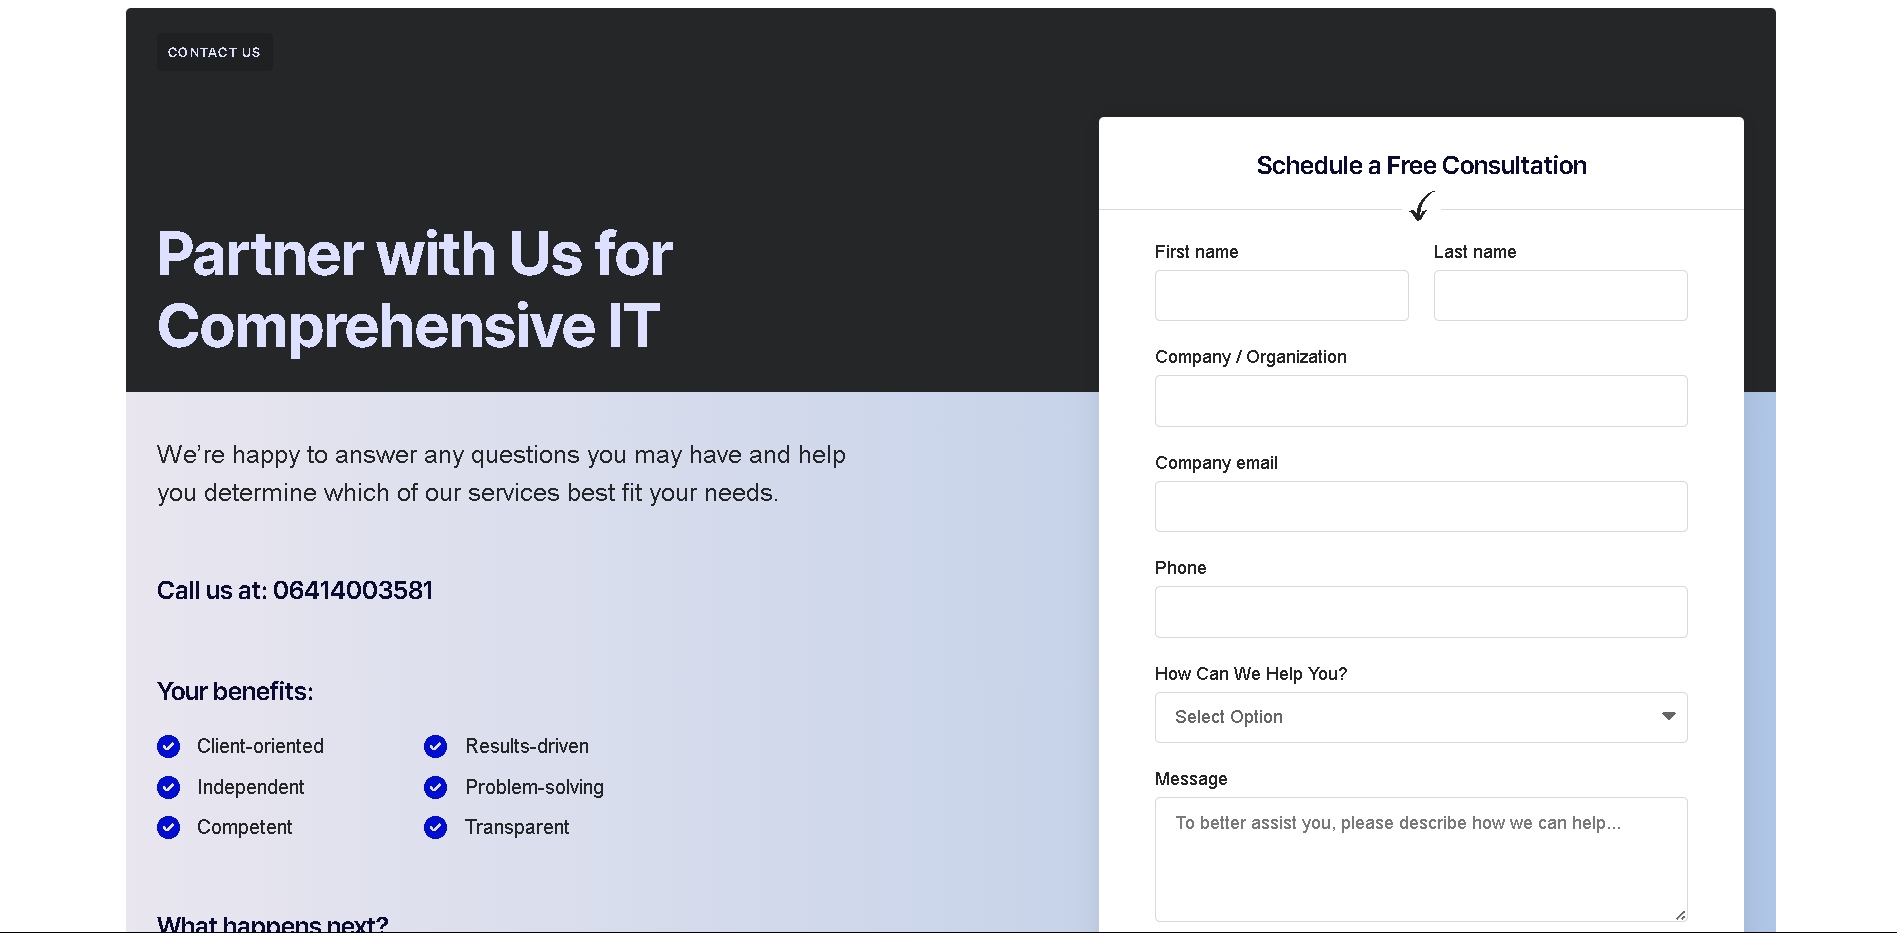 CONTACT US
Partner with Us for
Comprehensive IT
We’re happy to answer any questions you may have and help
you determine which of our services best fit your needs.
Call us at: 06414003581
Your benefits:
Client-oriented
Results-driven
Independent
Problem-solving
Competent
Transparent
What happens next?
Schedule a Free Consultation
First name
Last name
Company / Organization
Company email
Phone
How Can We Help You?
Select Option
Message
To better assist you, please describe how we can help...